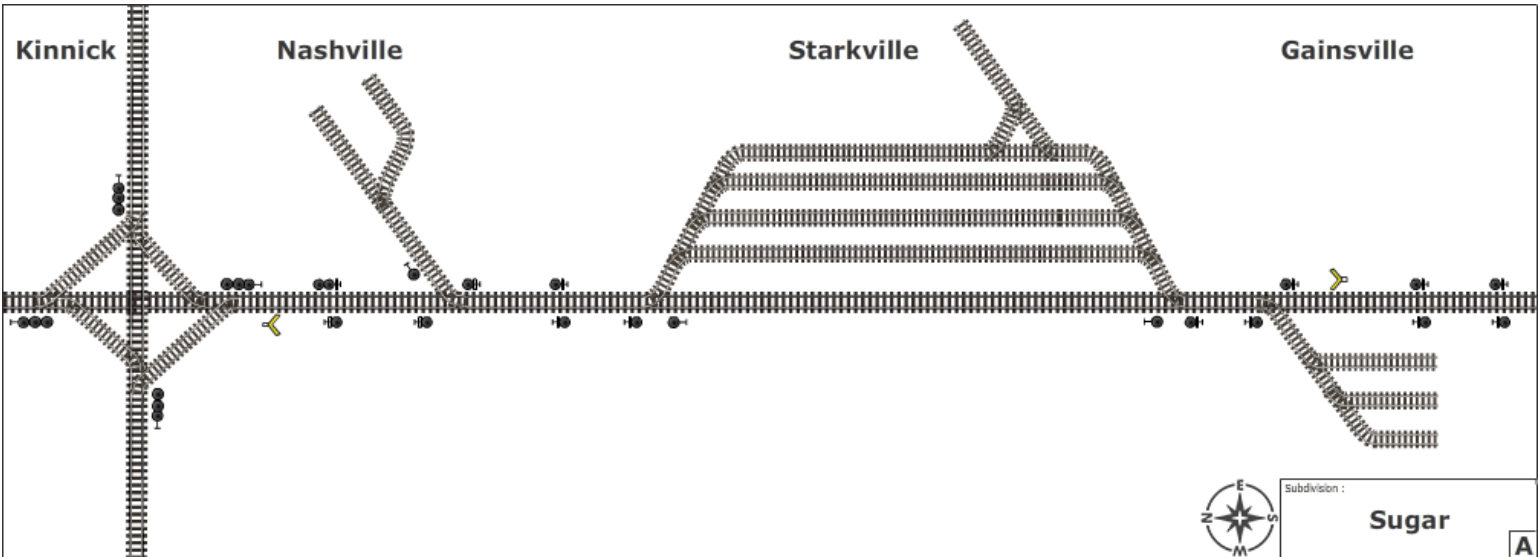 Kinnick
Nashville
Starkville
Gainsville
E
N
S
W
Subdivision :
Sugar
A